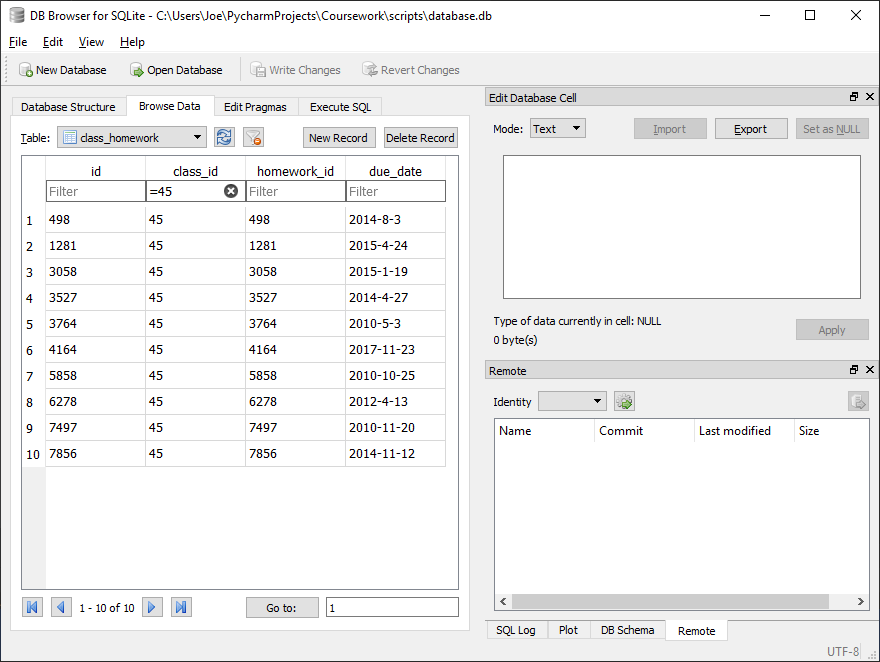 DB Browser for SQLite - C:\Users\Joe\PycharmProjects\Coursework\scripts\database.db
File Edit View Help
New Database Open Database Write Changes Revert Changes
Database Structure Browse Data Edit Pragmas Execute SQL
Table: class_homework New Record Delete Record
id class_id homework_id due_date
Filter =45 Filter Filter
1 498 45 498 2014-8-3
2 1281 45 1281 2015-4-24
3 3058 45 3058 2015-1-19
4 3527 45 3527 2014-4-27
5 3764 45 3764 2010-5-3
6 4164 45 4164 2017-11-23
7 5858 45 5858 2010-10-25
8 6278 45 6278 2012-4-13
9 7497 45 7497 2010-11-20
10 7856 45 7856 2014-11-12
1 - 10 of 10 Go to: 1
Edit Database Cell
Mode: Text Import Export Set as NULL
Type of data currently in cell: NULL
0 byte(s)
Apply
Remote
Identity
Name Commit Last modified Size
SQL Log Plot DB Schema Remote
UTF-8